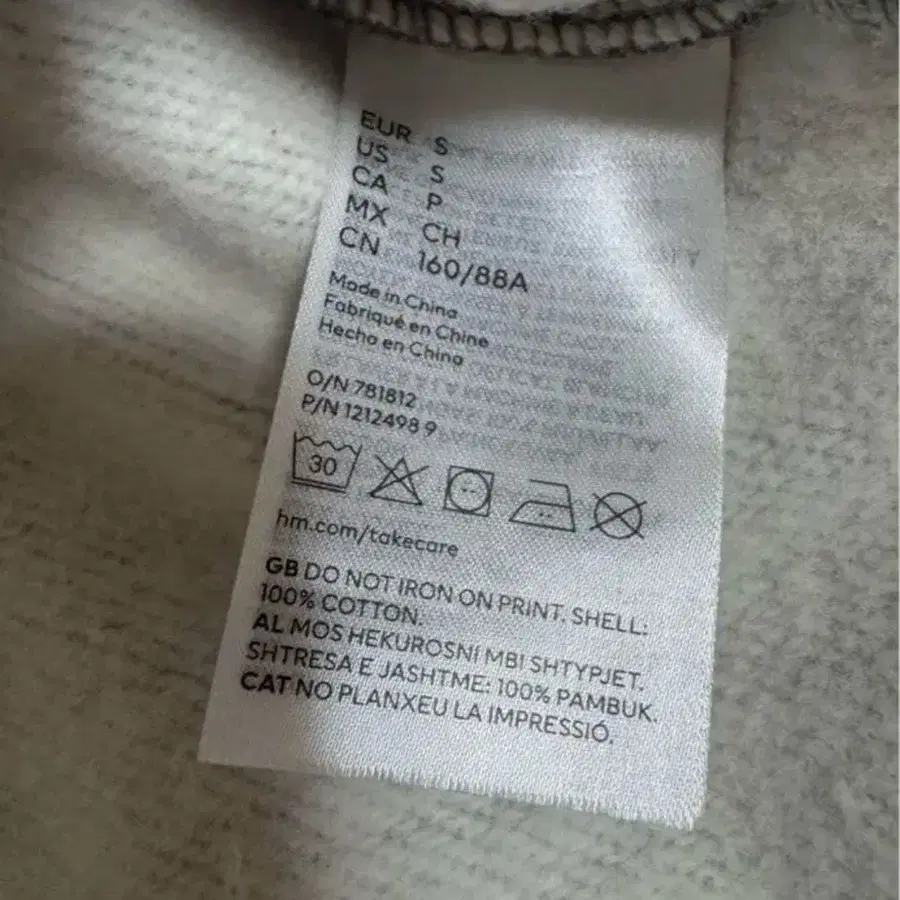 EUR S
US S
CA P
MX CH
CN 160/88A
Made in China
Fabriqué en Chine
Hecho en China
O/N 781812
P/N 1212498 9
30
hm.com/takecare
GB DO NOT IRON ON PRINT. SHELL:
100% COTTON.
AL MOS HEKUROSNI MBI SHTYPJET.
SHTRESA E JASHTME: 100% PAMBUK.
CAT NO PLANXEU LA IMPRESSIÓ.